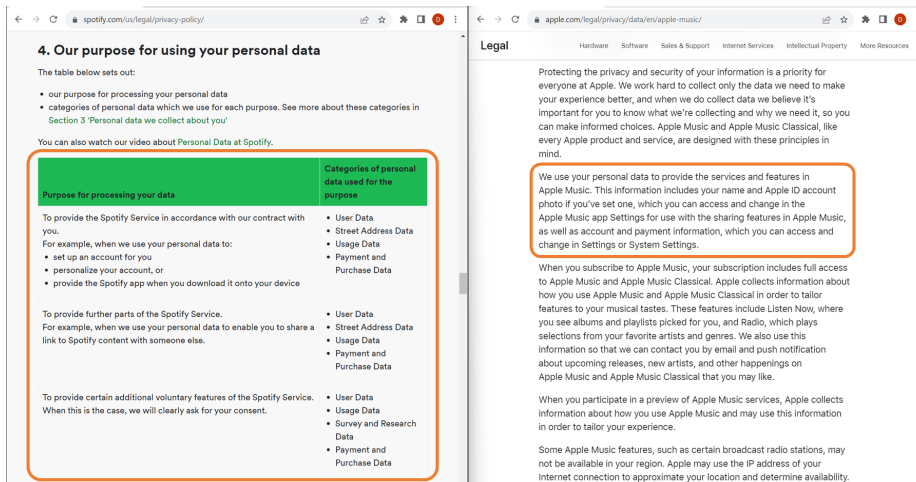 spotify.com/us/legal/privacy-policy/
4. Our purpose for using your personal data
The table below sets out:
• our purpose for processing your personal data
• categories of personal data which we use for each purpose. See more about these categories in
Section 3 'Personal data we collect about you'
You can also watch our video about Personal Data at Spotify.
Purpose for processing your data
Categories of personal
data used for the
purpose
To provide the Spotify Service in accordance with our contract with
you.
For example, when we use your personal data to:
• set up an account for you
• personalize your account, or
• provide the Spotify app when you download it onto your device
• User Data
• Street Address Data
• Usage Data
• Payment and
Purchase Data
To provide further parts of the Spotify Service.
For example, when we use your personal data to enable you to share a
link to Spotify content with someone else.
• User Data
• Street Address Data
• Usage Data
• Payment and
Purchase Data
To provide certain additional voluntary features of the Spotify Service.
When this is the case, we will clearly ask for your consent.
• User Data
• Usage Data
• Survey and Research
Data
• Payment and
Purchase Data
D
apple.com/legal/privacy/data/en/apple-music/
D
Legal
Hardware Software Sales & Support Internet Services Intellectual Property More Resources
Protecting the privacy and security of your information is a priority for
everyone at Apple. We work hard to collect only the data we need to make
your experience better, and when we do collect data we believe it's
important for you to know what we're collecting and why we need it, so you
can make informed choices. Apple Music and Apple Music Classical, like
every Apple product and service, are designed with these principles in
mind.
We use your personal data to provide the services and features in
Apple Music. This information includes your name and Apple ID account
photo if you've set one, which you can access and change in the
Apple Music app Settings for use with the sharing features in Apple Music,
as well as account and payment information, which you can access and
change in Settings or System Settings.
When you subscribe to Apple Music, your subscription includes full access
to Apple Music and Apple Music Classical. Apple collects information about
how you use Apple Music and Apple Music Classical in order to tailor
features to your musical tastes. These features include Listen Now, where
you see albums and playlists picked for you, and Radio, which plays
selections from your favorite artists and genres. We also use this
information so that we can contact you by email and push notification
about upcoming releases, new artists, and other happenings on
Apple Music and Apple Music Classical that you may like.
When you participate in a preview of Apple Music services, Apple collects
information about how you use Apple Music and may use this information
in order to tailor your experience.
Some Apple Music features, such as certain broadcast radio stations, may
not be available in your region. Apple may use the IP address of your
Internet connection to approximate your location and determine availability.